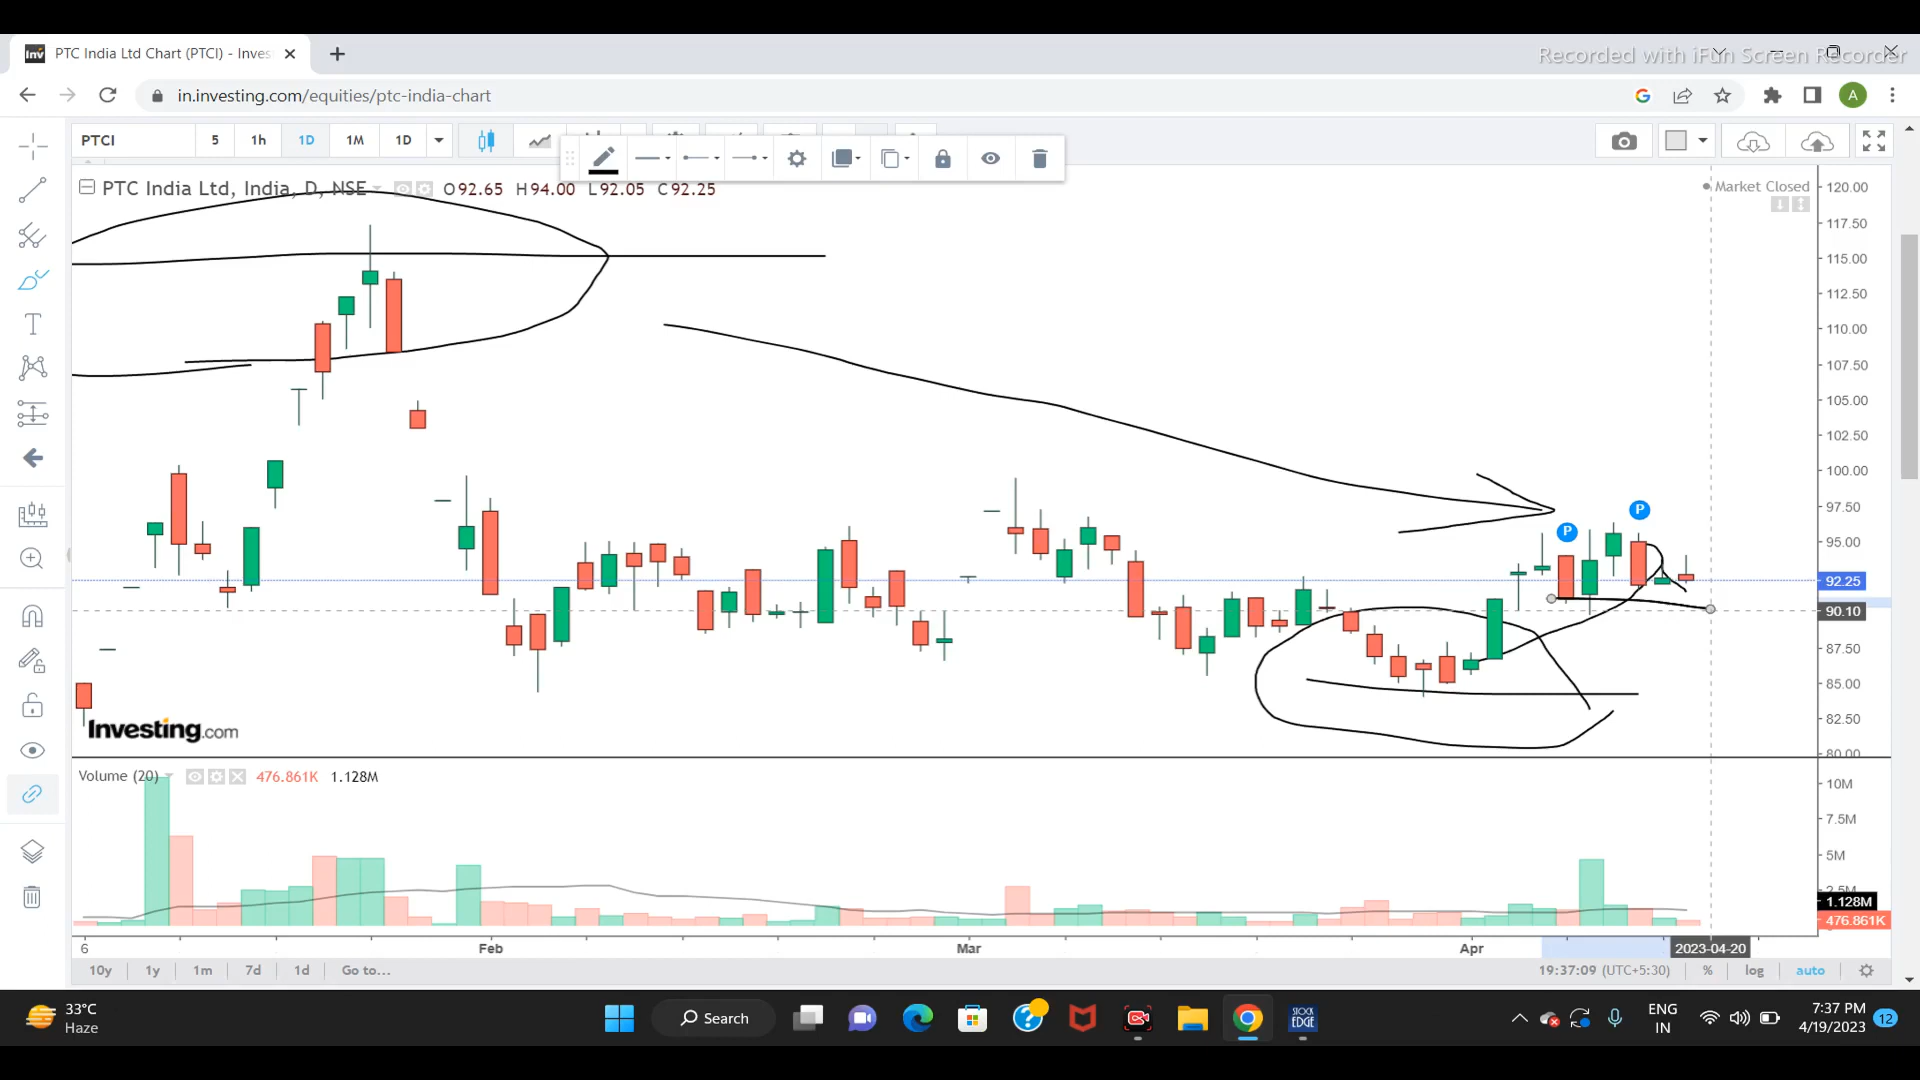 PTC India Ltd Chart (PTCI) - Inves
Recorded with iFun Screen Recorder
in.investing.com/equities/ptc-india-chart
A
PTCI 5 1h 1D 1M 1D
PTC India Ltd, India, D, NSE O92.65 H94.00 L92.05 C92.25
Market Closed
120.00
117.50
115.00
112.50
110.00
107.50
105.00
102.50
100.00
97.50
95.00
92.25
90.10
87.50
85.00
82.50
80.00
P
P
Investing.com
Volume (20) 476.861K 1.128M
10M
7.5M
5M
2.5M
1.128M
476.861K
6 Feb Mar Apr 2023-04-20
10y 1y 1m 7d 1d Go to... 19:37:09 (UTC+5:30) % log auto
33°C
Haze
Search
STOCK
EDGE
ENG
IN
7:37 PM
4/19/2023
12